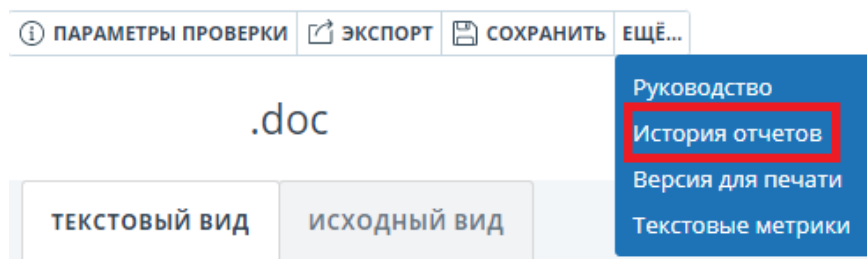 ПАРАМЕТРЫ ПРОВЕРКИ ЭКСПОРТ СОХРАНИТЬ ЕЩЁ...
Руководство
.doc
История отчетов
Версия для печати
ТЕКСТОВЫЙ ВИД ИСХОДНЫЙ ВИД
Текстовые метрики